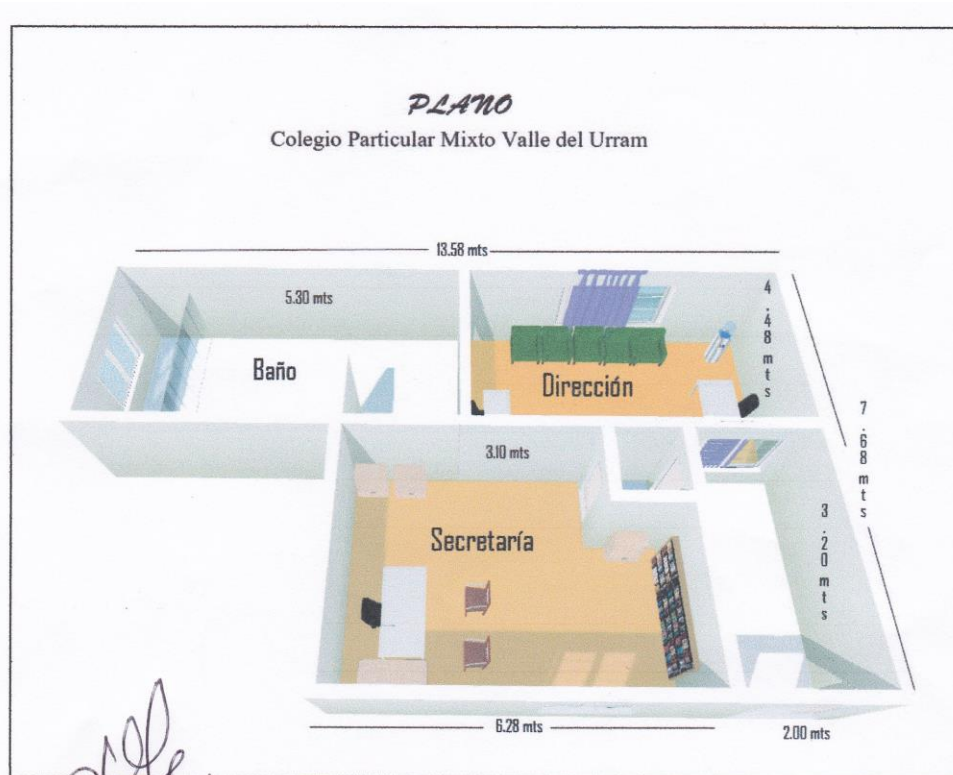 PLANO
Colegio Particular Mixto Valle del Urram
13.58 mts
5.30 mts
4.48 mts
Baño
Dirección
7.68 mts
3.10 mts
3.20 mts
Secretaría
6.28 mts
2.00 mts